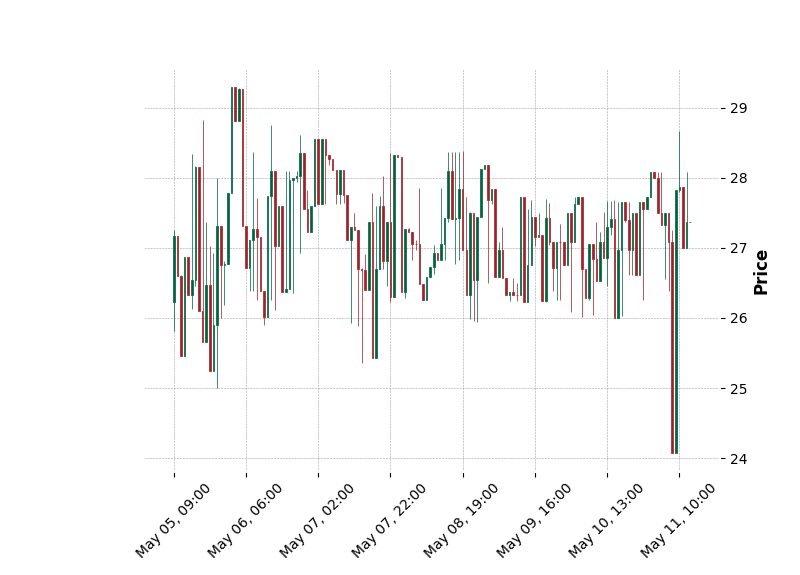 29
28
27
26
25
24
Price
May 05, 09:00
May 06, 06:00
May 07, 02:00
May 07, 22:00
May 08, 19:00
May 09, 16:00
May 10, 13:00
May 11, 10:00